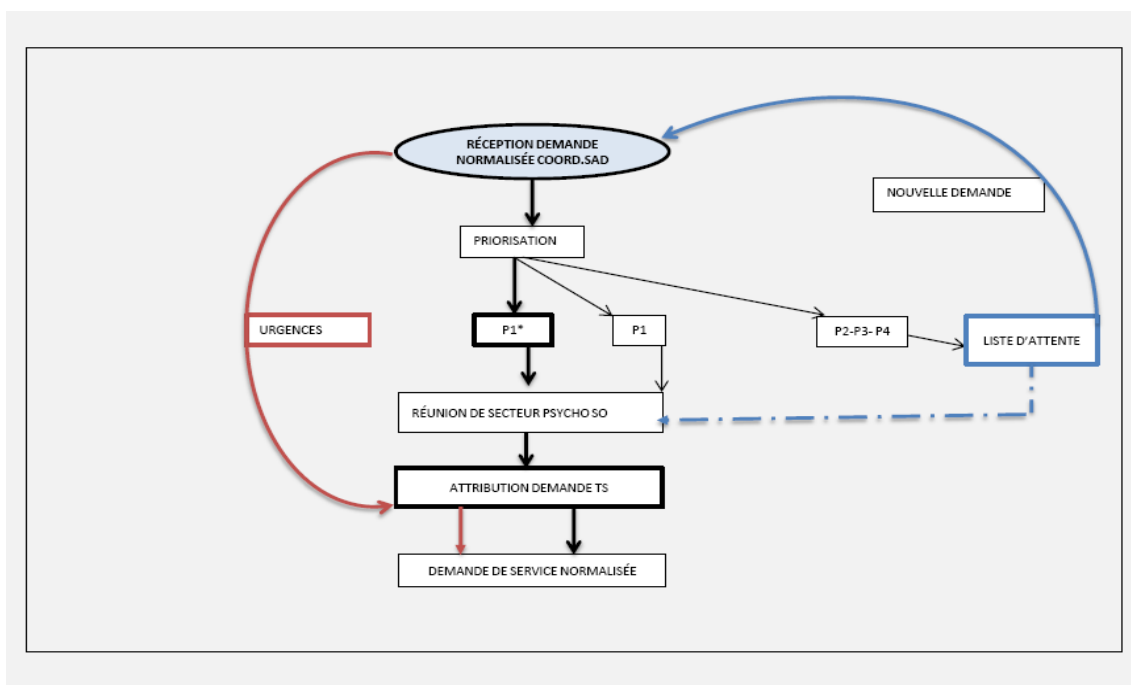 RÉCEPTION DEMANDE
NORMALISÉE COORD.SAD
NOUVELLE DEMANDE
PRIORISATION
URGENCES
P1*
P1
P2-P3- P4
LISTE D'ATTENTE
RÉUNION DE SECTEUR PSYCHO SO
ATTRIBUTION DEMANDE TS
DEMANDE DE SERVICE NORMALISÉE